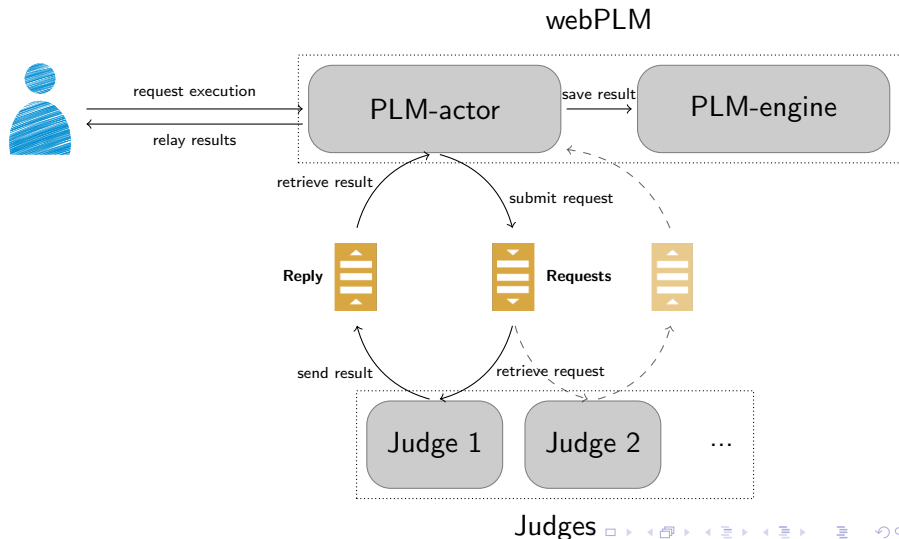 webPLM
request execution
relay results
PLM-actor
save result
PLM-engine
retrieve result
submit request
Reply
Requests
send result
retrieve request
Judge 1
Judge 2
...
Judges